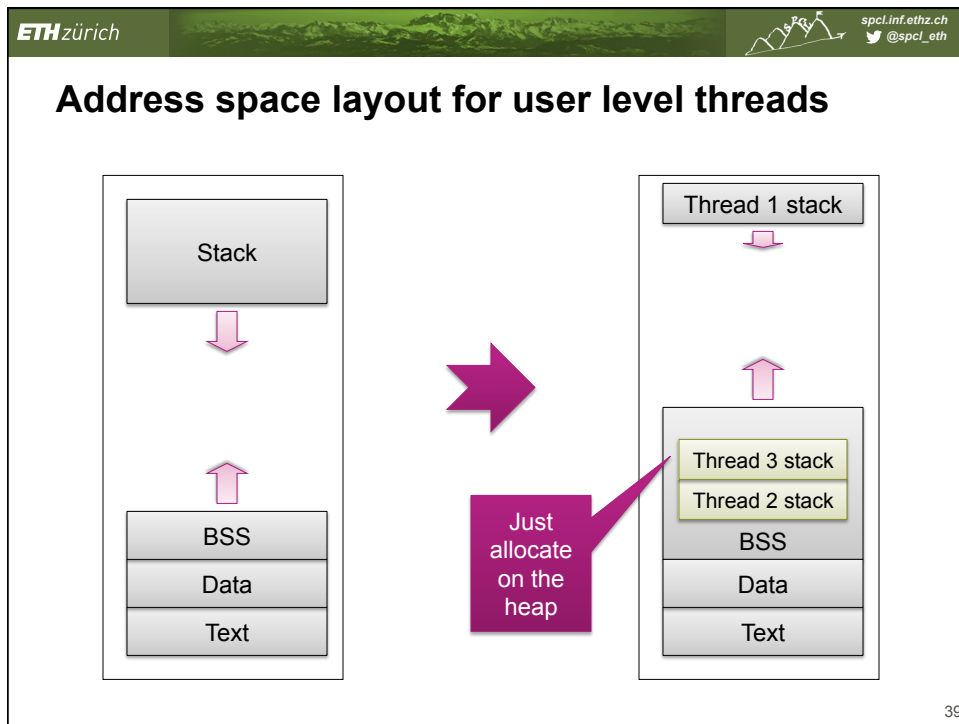 ETH zürich
spcl.inf.ethz.ch
@spcl_eth
Address space layout for user level threads
Stack
BSS
Data
Text
Thread 1 stack
Thread 3 stack
Thread 2 stack
BSS
Data
Text
Just
allocate
on the
heap
39